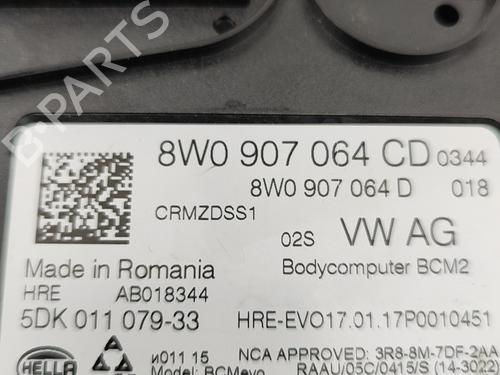 8W0 907 064 CD 0344
8W0 907 064 D 018
CRMZDSS1
02S VW AG
Made in Romania Bodycomputer BCM2
HRE AB018344
5DK 011 079-33 HRE-EVO17.01.17P0010451
HELLA и011 15 NCA APPROVED: 3R8-8M-7DF-2AA
Model: BCMevo RAAU/05C/0415/S (14-3022)
B-PARTS